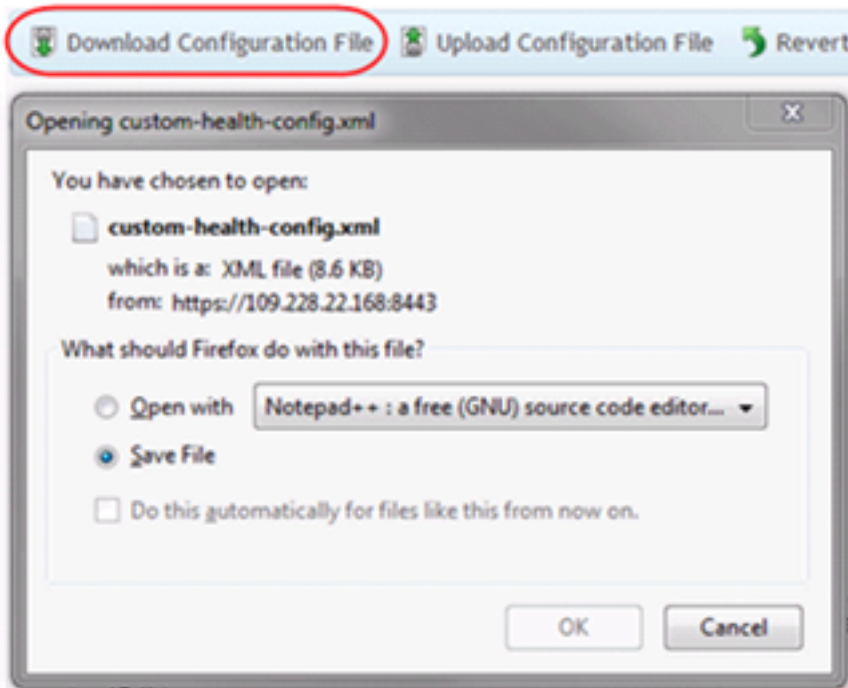 Download Configuration File Upload Configuration File Revert
Opening custom-health-config.xml
You have chosen to open:
custom-health-config.xml
which is a: XML file (8.6 KB)
from: https://109.228.22.168:8443
What should Firefox do with this file?
Open with Notepad++ : a free (GNU) source code editor...
Save File
Do this automatically for files like this from now on.
OK Cancel